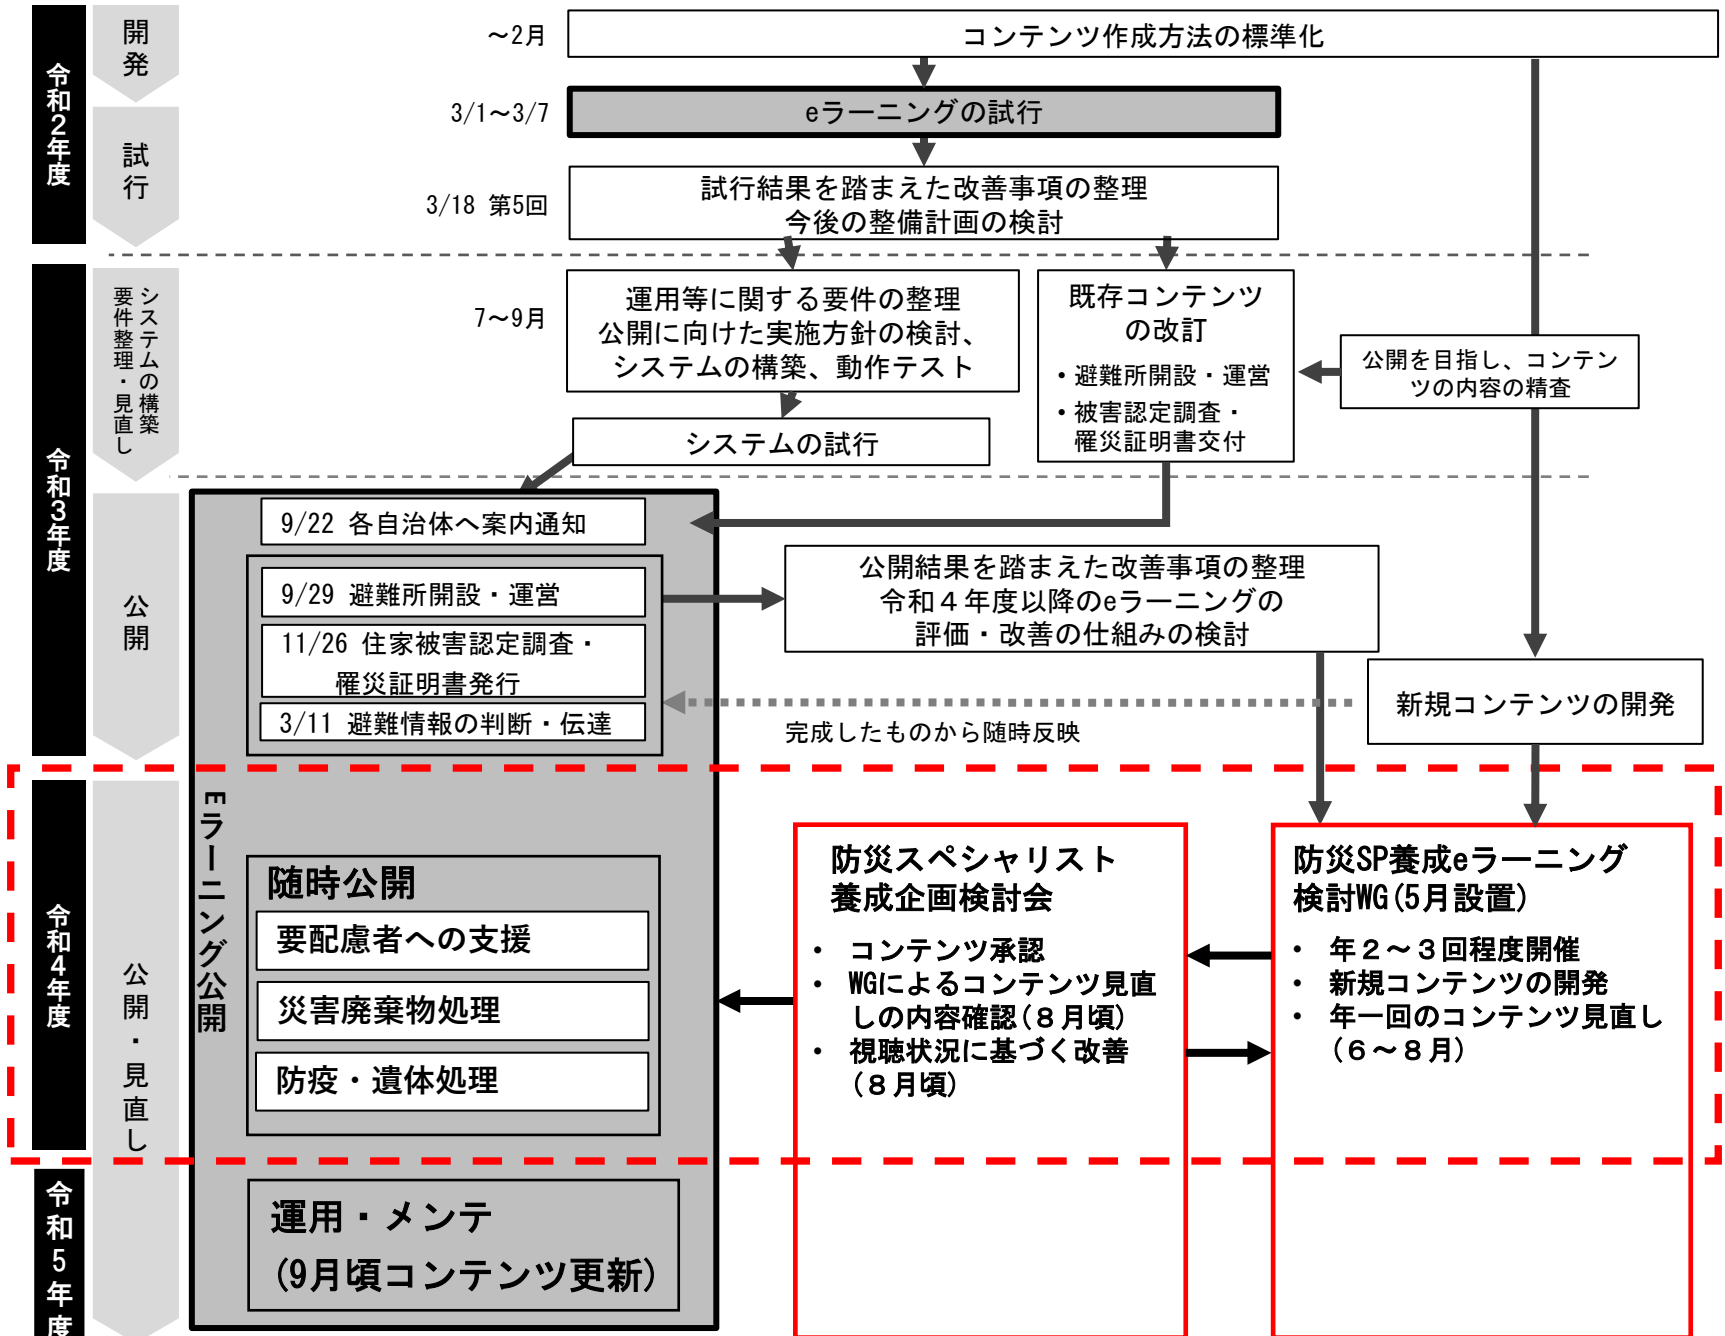 令和2年度
開発
～2月
コンテンツ作成方法の標準化
3/1～3/7
eラーニングの試行
試行
3/18 第5回
試行結果を踏まえた改善事項の整理
今後の整備計画の検討
令和3年度
システムの構築
要件整理・見直し
7～9月
運用等に関する要件の整理
公開に向けた実施方針の検討、
システムの構築、動作テスト
既存コンテンツ
の改訂
・避難所開設・運営
・被害認定調査・
罹災証明書交付
公開を目指し、コンテン
ツの内容の精査
システムの試行
公開
9/22 各自治体へ案内通知
9/29 避難所開設・運営
11/26 住家被害認定調査・
罹災証明書発行
3/11 避難情報の判断・伝達
公開結果を踏まえた改善事項の整理
令和４年度以降のeラーニングの
評価・改善の仕組みの検討
新規コンテンツの開発
完成したものから随時反映
令和4年度
公開・見直し
Eラーニング公開
随時公開
要配慮者への支援
災害廃棄物処理
防疫・遺体処理
防災スペシャリスト
養成企画検討会
・ コンテンツ承認
・ WGによるコンテンツ見直
しの内容確認(８月頃)
・ 視聴状況に基づく改善
(８月頃)
防災SP養成eラーニング
検討WG(5月設置)
・ 年２～３回程度開催
・ 新規コンテンツの開発
・ 年一回のコンテンツ見直し
(６～８月)
令和5年度
運用・メンテ
(9月頃コンテンツ更新)